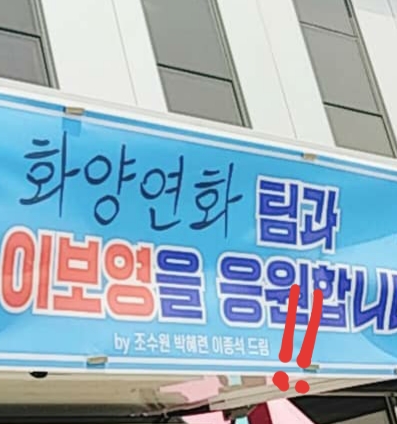 화양연화 팀과
이보영을 응원합니
by 조수원 박혜련 이종석 드림
!!